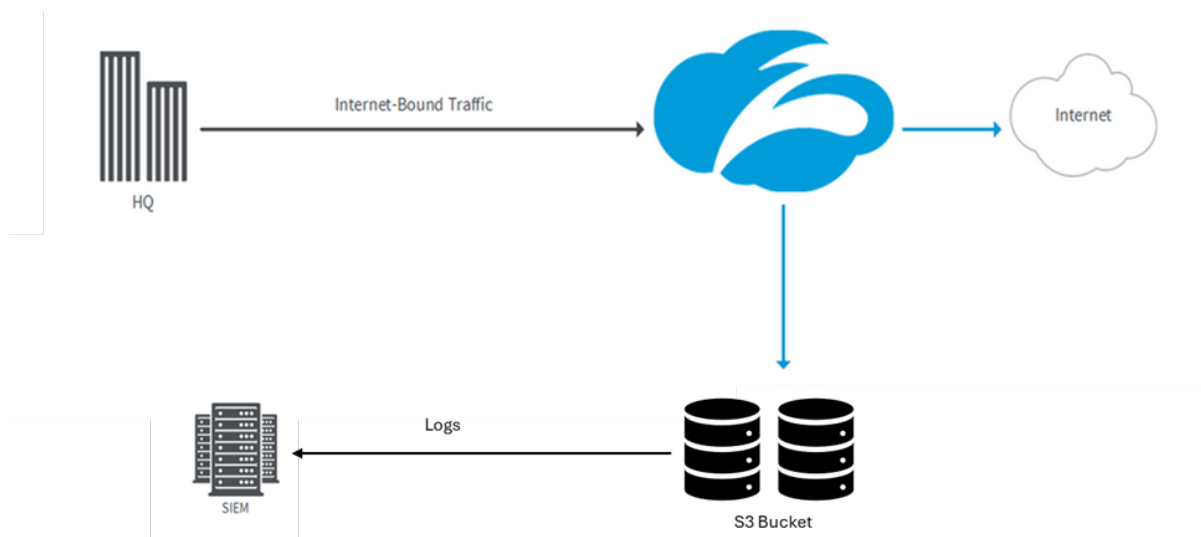 Internet-Bound Traffic
Internet
HQ
Logs
SIEM
S3 Bucket